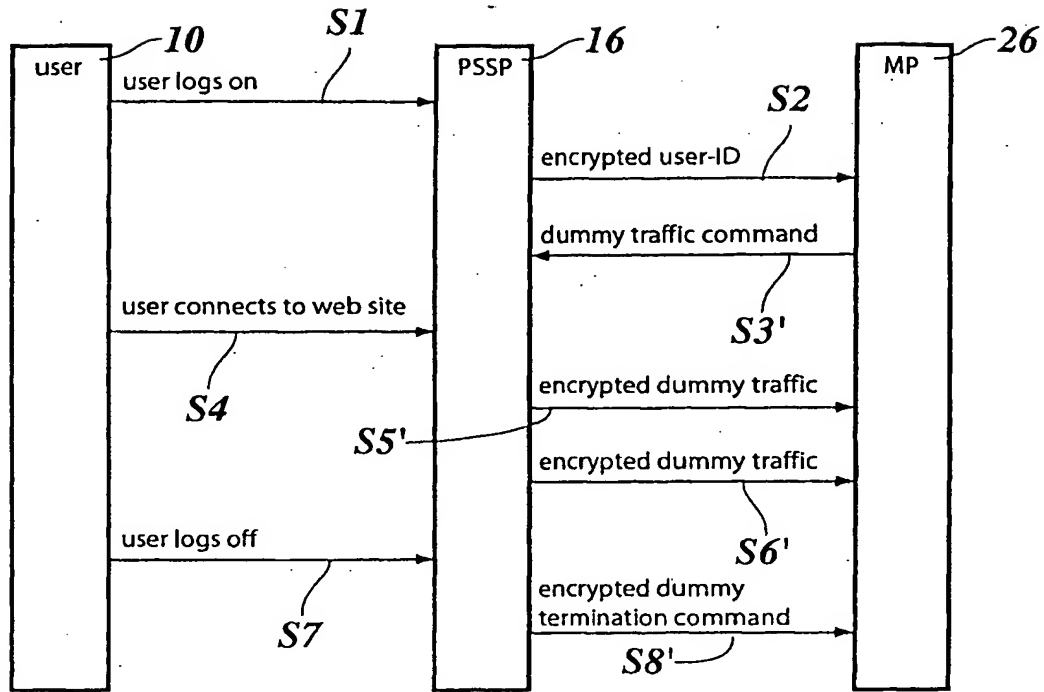 user
10
S1
PSSP
16
MP
26
user logs on
S2
encrypted user-ID
dummy traffic command
S3'
user connects to web site
S4
encrypted dummy traffic
S5'
encrypted dummy traffic
S6'
user logs off
S7
encrypted dummy
termination command
S8'